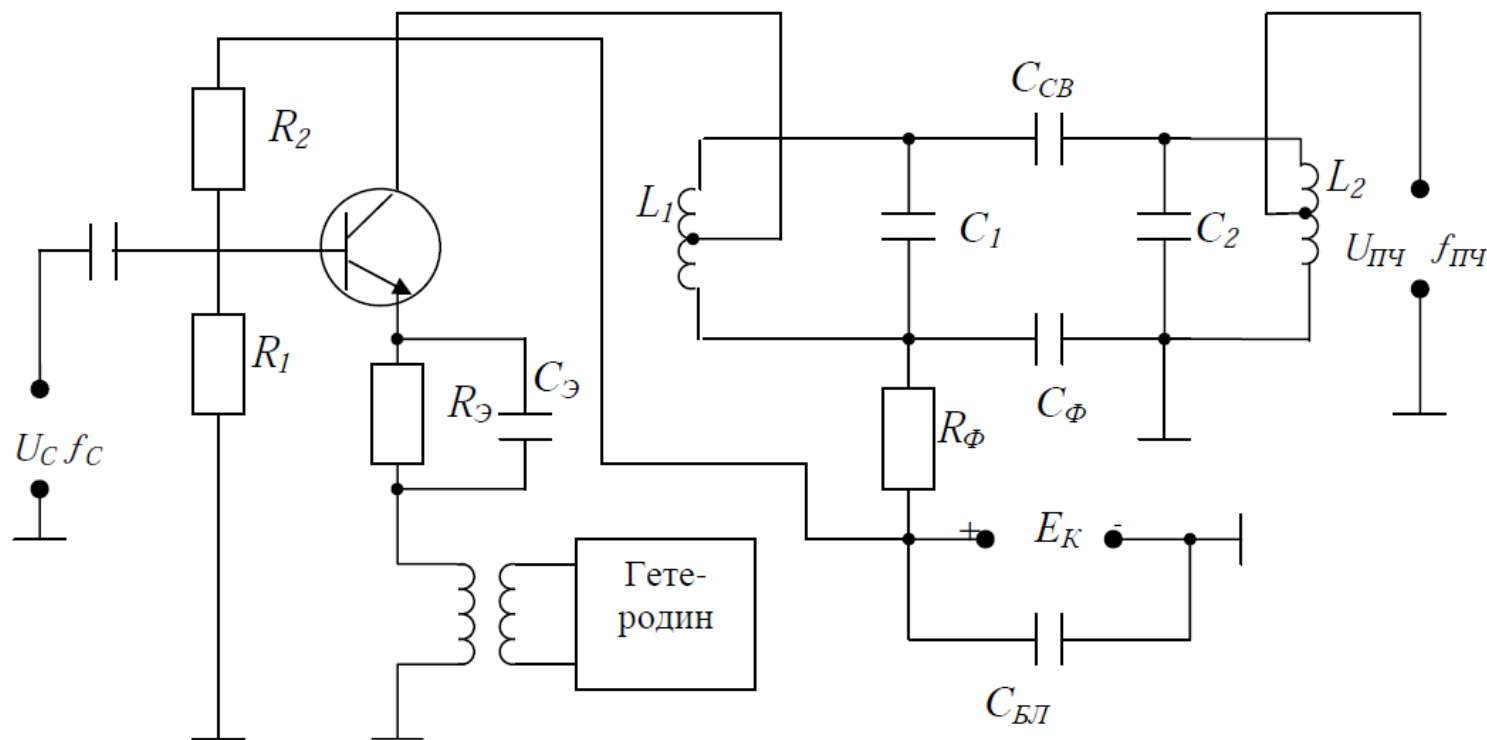 C_СВ
R_2
L_1
L_2
C_1
C_2
U_ПЧ f_ПЧ
R_1
C_Э
R_Э
C_Ф
R_Ф
U_C f_C
+ E_К -
Гете-
родин
C_БЛ